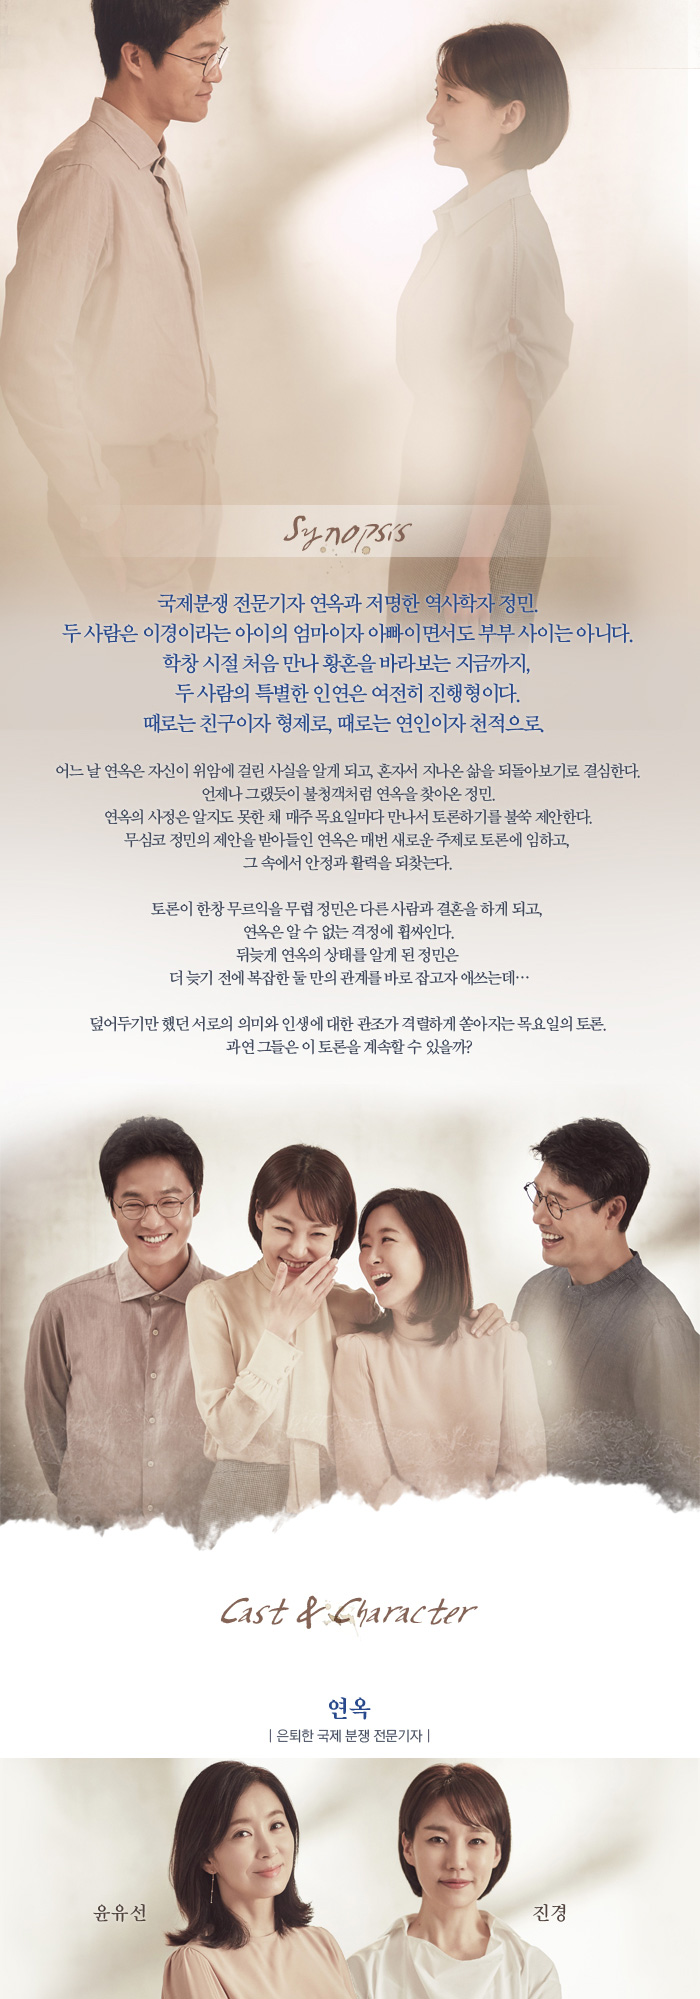 Synopsis
국제분쟁 전문기자 연옥과 저명한 역사학자 정민.
두 사람은 이경이라는 아이의 엄마이자 아빠이면서도 부부 사이는 아니다.
학창 시절 처음 만나 황혼을 바라보는 지금까지,
두 사람의 특별한 인연은 여전히 진행형이다.
때로는 친구이자 형제로, 때로는 연인이자 천적으로.
어느 날 연옥은 자신이 위암에 걸린 사실을 알게 되고, 혼자서 지나온 삶을 되돌아보기로 결심한다.
언제나 그랬듯이 불청객처럼 연옥을 찾아온 정민.
연옥의 사정은 알지도 못한 채 매주 목요일마다 만나서 토론하기를 불쑥 제안한다.
무심코 정민의 제안을 받아들인 연옥은 매번 새로운 주제로 토론에 임하고,
그 속에서 안정과 활력을 되찾는다.
토론이 한창 무르익을 무렵 정민은 다른 사람과 결혼을 하게 되고,
연옥은 알 수 없는 격정에 휩싸인다.
뒤늦게 연옥의 상태를 알게 된 정민은
더 늦기 전에 복잡한 둘 만의 관계를 바로 잡고자 애쓰는데…
덮어두기만 했던 서로의 의미와 인생에 대한 관조가 격렬하게 쏟아지는 목요일의 토론.
과연 그들은 이 토론을 계속할 수 있을까?
Cast & Character
연옥
| 은퇴한 국제 분쟁 전문기자 |
윤유선
진경